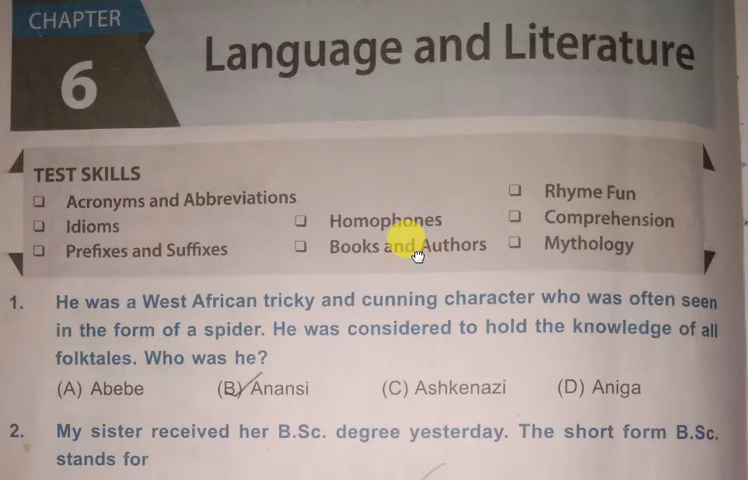 CHAPTER
6
Language and Literature
TEST SKILLS
Acronyms and Abbreviations
Idioms
Prefixes and Suffixes
Homophones
Books and Authors
Rhyme Fun
Comprehension
Mythology
1. He was a West African tricky and cunning character who was often seen
in the form of a spider. He was considered to hold the knowledge of all
folktales. Who was he?
(A) Abebe (B) Anansi (C) Ashkenazi (D) Aniga
2. My sister received her B.Sc. degree yesterday. The short form B.Sc.
stands for